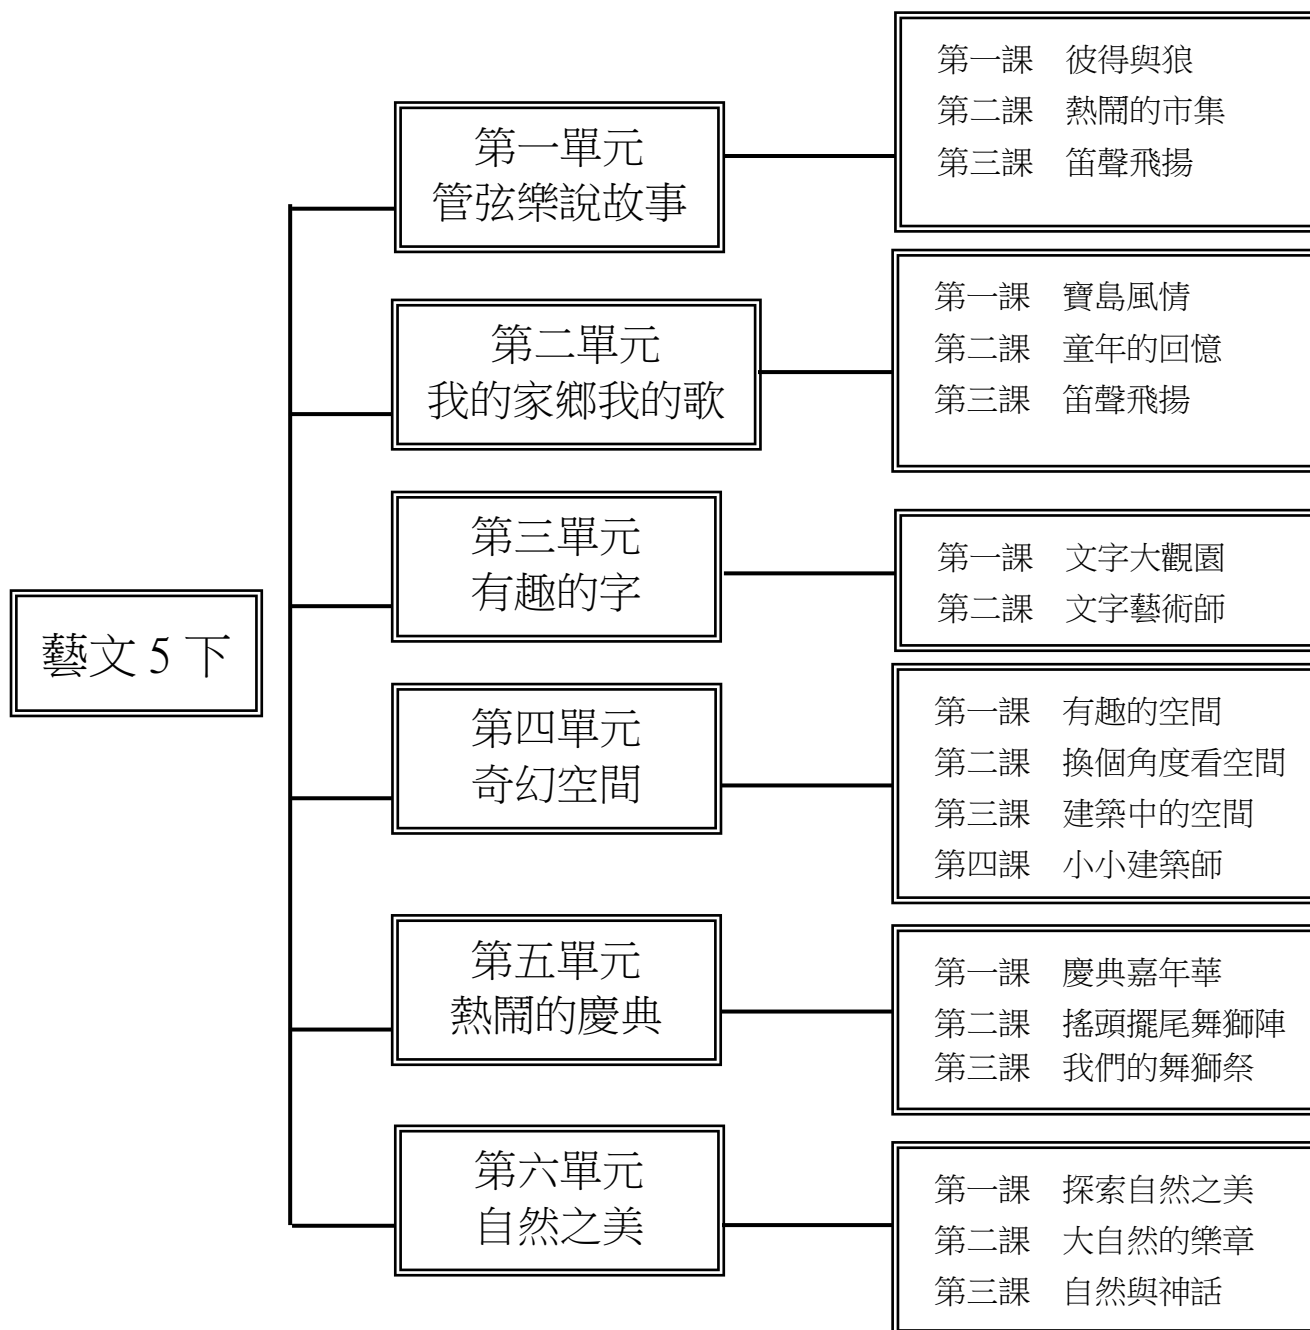 藝文 5 下
第一單元
管弦樂說故事
第一課　彼得與狼
第二課　熱鬧的市集
第三課　笛聲飛揚
第二單元
我的家鄉我的歌
第一課　寶島風情
第二課　童年的回憶
第三課　笛聲飛揚
第三單元
有趣的字
第一課　文字大觀園
第二課　文字藝術師
第四單元
奇幻空間
第一課　有趣的空間
第二課　換個角度看空間
第三課　建築中的空間
第四課　小小建築師
第五單元
熱鬧的慶典
第一課　慶典嘉年華
第二課　搖頭擺尾舞獅陣
第三課　我們的舞獅祭
第六單元
自然之美
第一課　探索自然之美
第二課　大自然的樂章
第三課　自然與神話